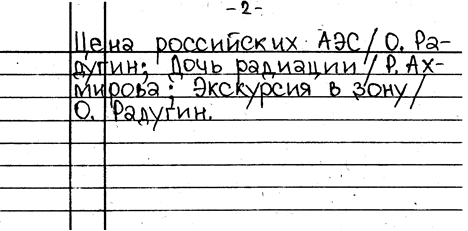 -2-
Цена российских АЭС/ О. Ра-
дугин; Дочь радиации / Р. Ах-
мирова; Экскурсия в зону /
О. Радугин.